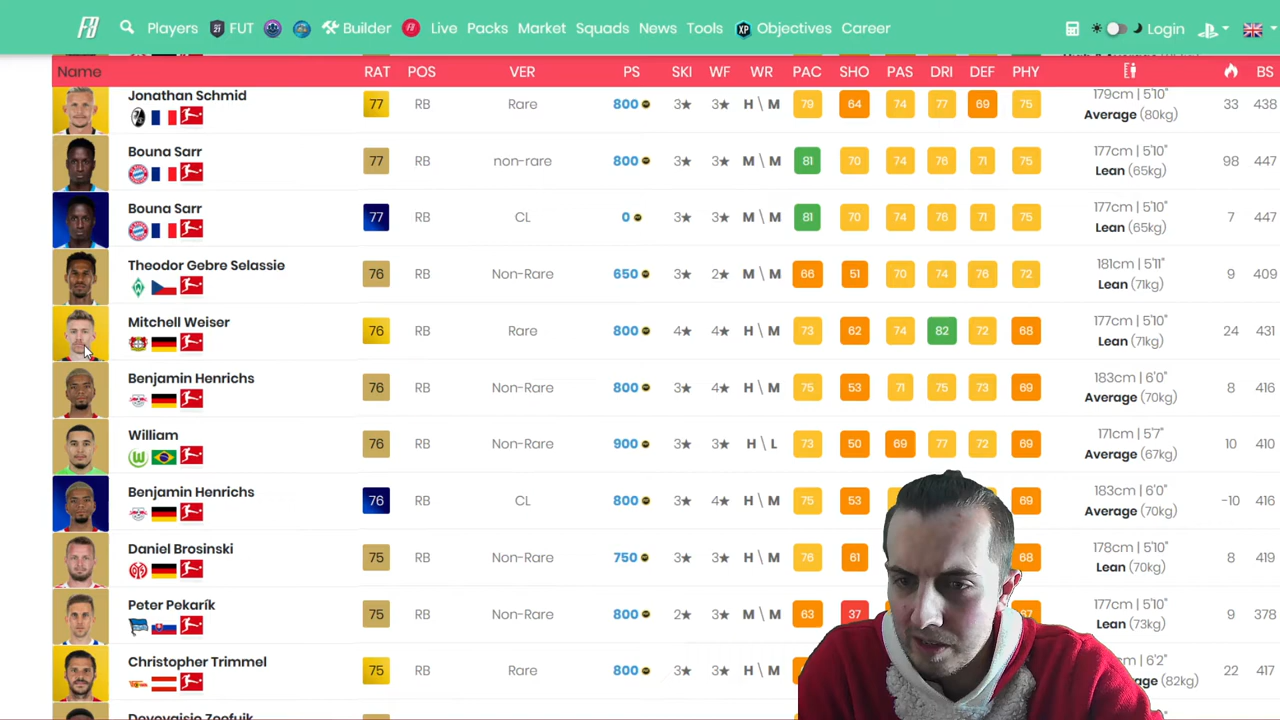 FB Players FUT Builder Live Packs Market Squads News Tools XP Objectives Career Login
Name RAT POS VER PS SKI WF WR PAC SHO PAS DRI DEF PHY BS
Jonathan Schmid 77 RB Rare 800 3★ 3★ H \ M 79 64 74 77 69 75 179cm | 5'10" Average (80kg) 33 438
Bouna Sarr 77 RB non-rare 800 3★ 3★ M \ M 81 70 74 76 71 75 177cm | 5'10" Lean (65kg) 98 447
Bouna Sarr 77 RB CL 0 3★ 3★ M \ M 81 70 74 76 71 75 177cm | 5'10" Lean (65kg) 7 447
Theodor Gebre Selassie 76 RB Non-Rare 650 3★ 2★ M \ M 66 51 70 74 76 72 181cm | 5'11" Lean (71kg) 9 409
Mitchell Weiser 76 RB Rare 800 4★ 4★ H \ M 73 62 74 82 72 68 177cm | 5'10" Lean (71kg) 24 431
Benjamin Henrichs 76 RB Non-Rare 800 3★ 4★ H \ M 75 53 71 75 73 69 183cm | 6'0" Average (70kg) 8 416
William 76 RB Non-Rare 900 3★ 3★ H \ L 73 50 69 77 72 69 171cm | 5'7" Average (67kg) 10 410
Benjamin Henrichs 76 RB CL 800 3★ 4★ H \ M 75 53 69 183cm | 6'0" Average (70kg) -10 416
Daniel Brosinski 75 RB Non-Rare 750 3★ 3★ H \ M 76 61 68 178cm | 5'10" Lean (70kg) 8 419
Peter Pekarík 75 RB Non-Rare 800 2★ 3★ M \ M 63 37 177cm | 5'10" Lean (73kg) 9 378
Christopher Trimmel 75 RB Rare 800 3★ 3★ H \ M 6'2" (82kg) 22 417